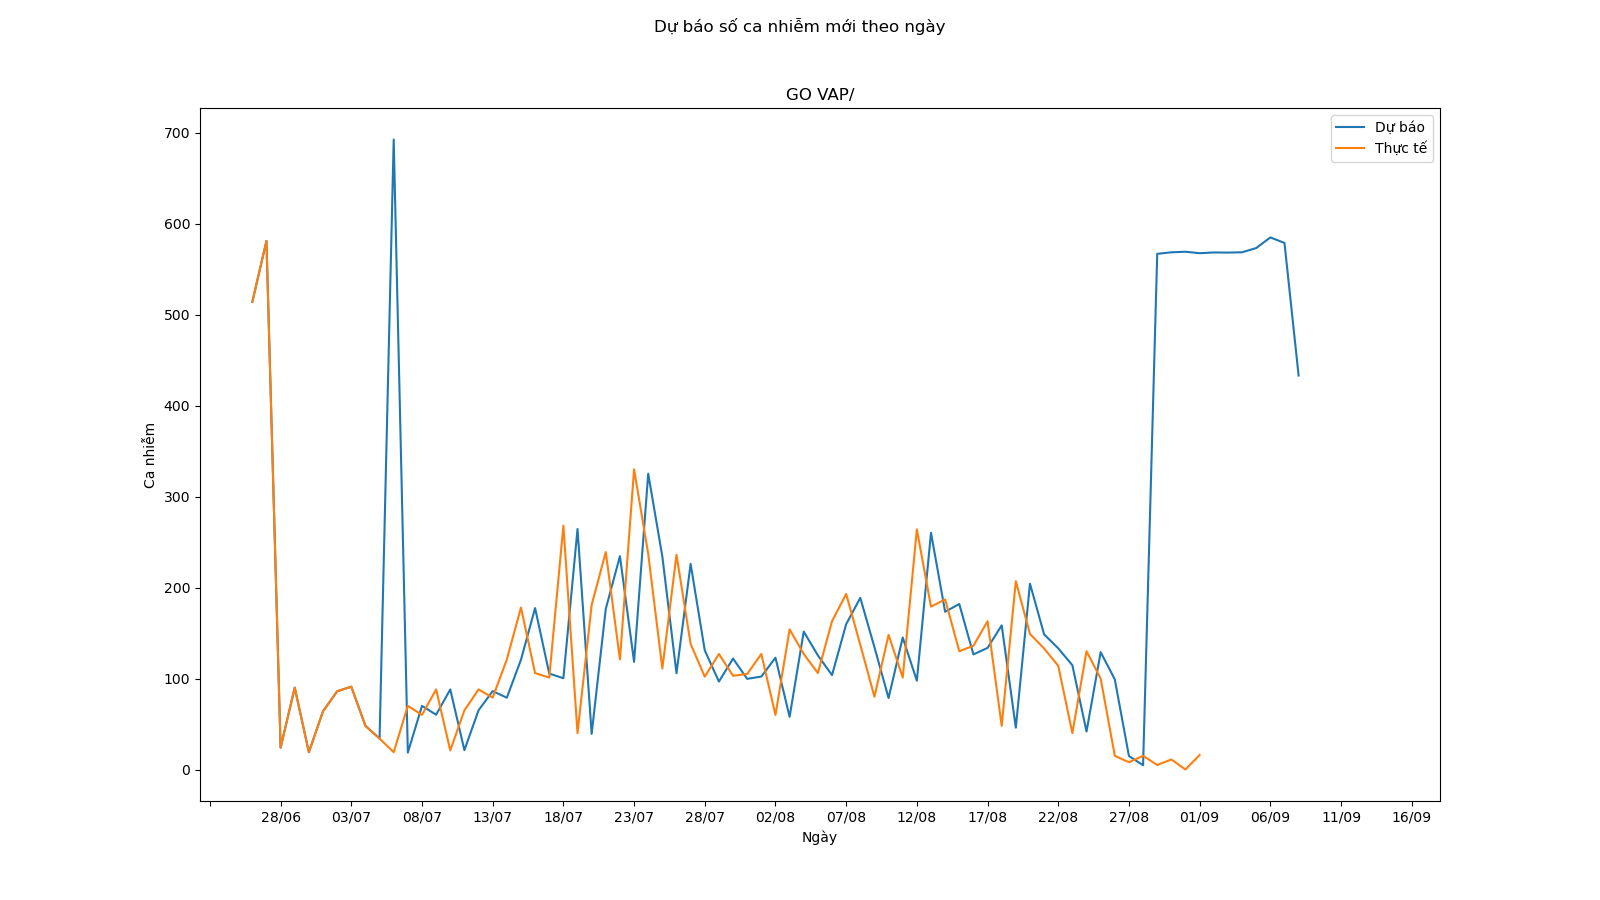 Dự báo số ca nhiễm mới theo ngày
GO VAP/
Dự báo
Thực tế
700
600
500
400
300
200
100
0
Ca nhiễm
28/06 03/07 08/07 13/07 18/07 23/07 28/07 02/08 07/08 12/08 17/08 22/08 27/08 01/09 06/09 11/09 16/09
Ngày